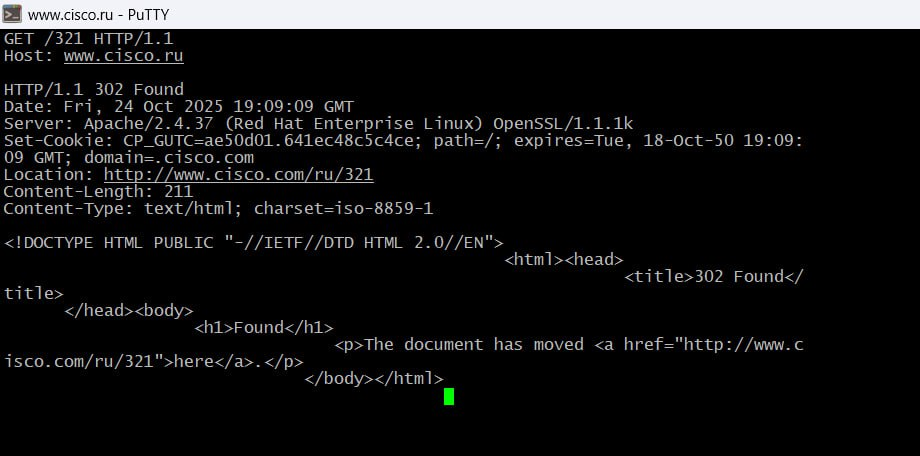 www.cisco.ru - PuTTY
GET /321 HTTP/1.1
Host: www.cisco.ru
HTTP/1.1 302 Found
Date: Fri, 24 Oct 2025 19:09:09 GMT
Server: Apache/2.4.37 (Red Hat Enterprise Linux) OpenSSL/1.1.1k
Set-Cookie: CP_GUTC=ae50d01.641ec48c5c4ce; path=/; expires=Tue, 18-Oct-50 19:09:
09 GMT; domain=.cisco.com
Location: http://www.cisco.com/ru/321
Content-Length: 211
Content-Type: text/html; charset=iso-8859-1
<!DOCTYPE HTML PUBLIC "-//IETF//DTD HTML 2.0//EN">
<html><head>
<title>302 Found</
title>
</head><body>
<h1>Found</h1>
<p>The document has moved <a href="http://www.c
isco.com/ru/321">here</a>.</p>
</body></html>